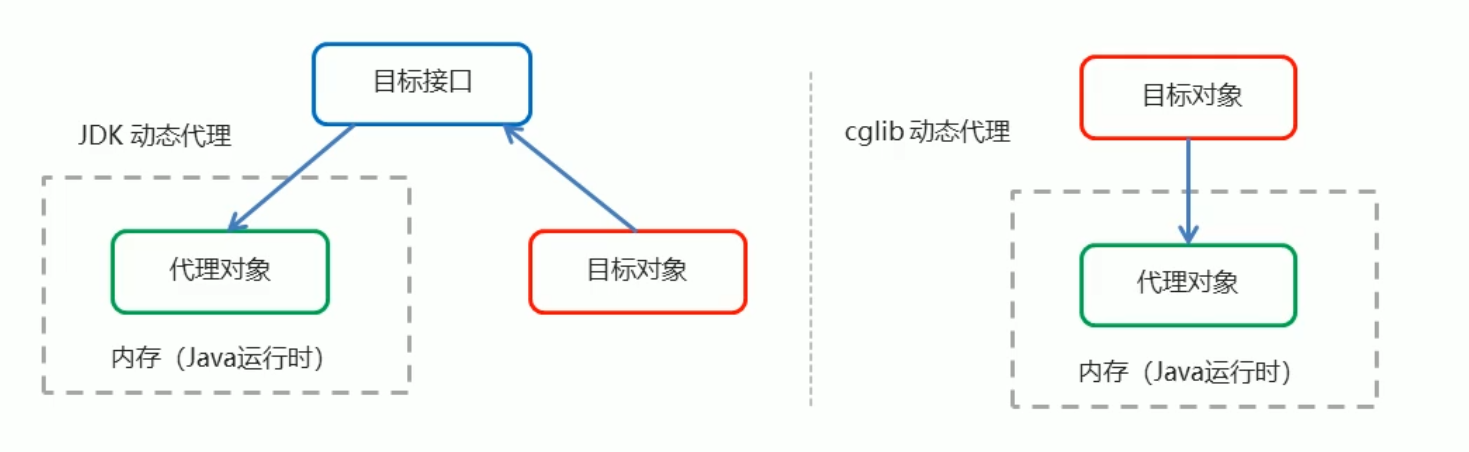 目标接口
JDK 动态代理
代理对象
目标对象
内存（Java运行时）
目标对象
cglib 动态代理
代理对象
内存（Java运行时）